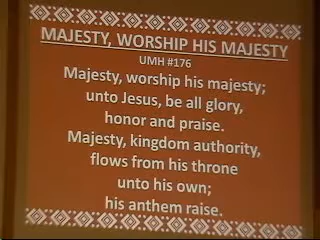 MAJESTY, WORSHIP HIS MAJESTY
UMH #176
Majesty, worship his majesty;
unto Jesus, be all glory,
honor and praise.
Majesty, kingdom authority,
flows from his throne
unto his own;
his anthem raise.